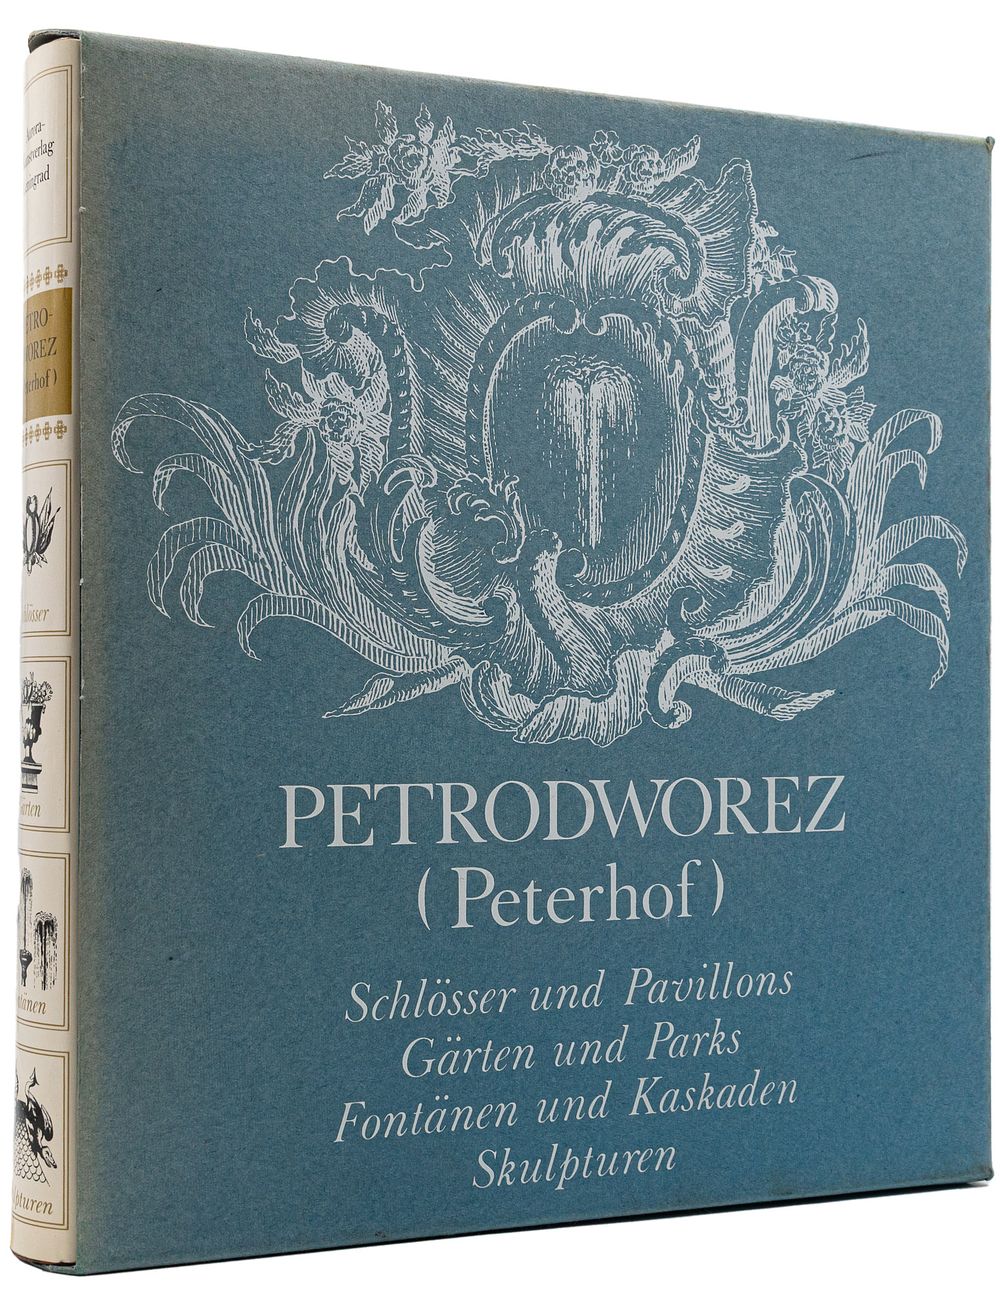 PETRODWOREZ
(Peterhof)
Schlösser und Pavillons
Gärten und Parks
Fontänen und Kaskaden
Skulpturen